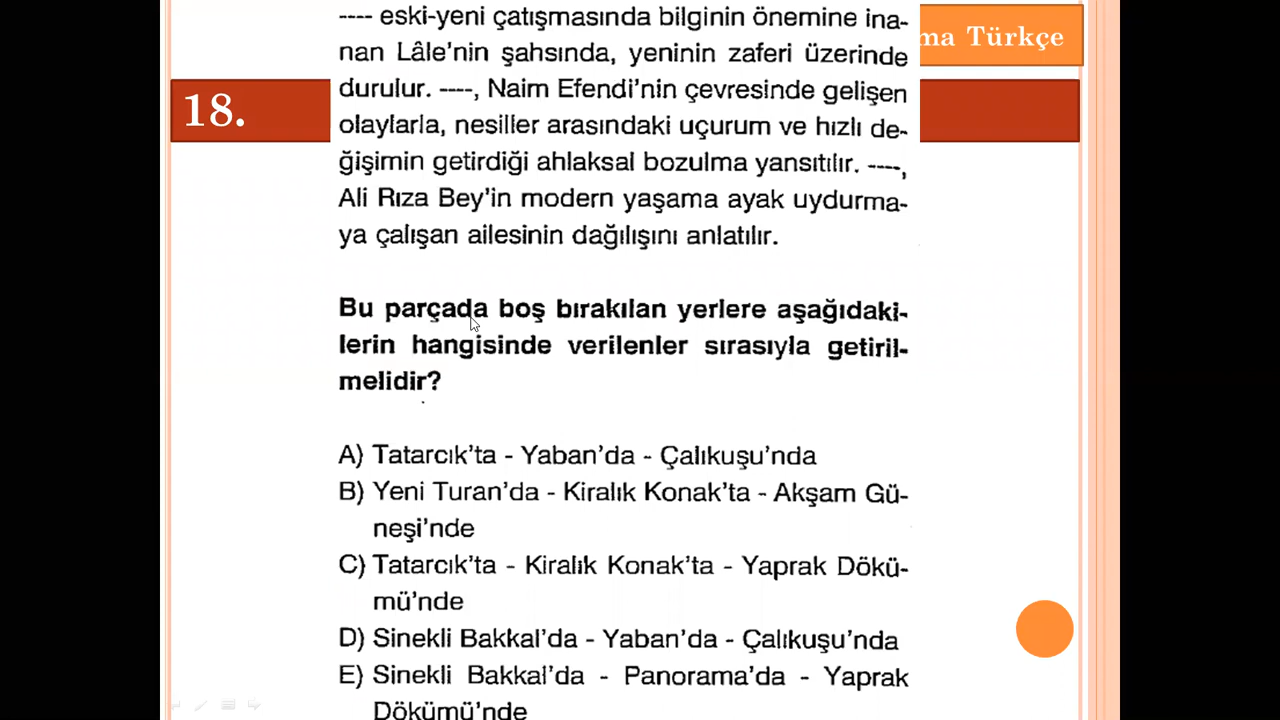 ---- eski-yeni çatışmasında bilginin önemine ina-
nan Lâle'nin şahsında, yeninin zaferi üzerinde
durulur. ----, Naim Efendi'nin çevresinde gelişen
olaylarla, nesiller arasındaki uçurum ve hızlı de-
ğişimin getirdiği ahlaksal bozulma yansıtılır. ----,
Ali Rıza Bey'in modern yaşama ayak uydurma-
ya çalışan ailesinin dağılışını anlatılır.
ma Türkçe
18.
Bu parçada boş bırakılan yerlere aşağıdaki-
lerin hangisinde verilenler sırasıyla getiril-
melidir?
A) Tatarcık'ta - Yaban'da - Çalıkuşu'nda
B) Yeni Turan'da - Kiralık Konak'ta - Akşam Gü-
neşi'nde
C) Tatarcık'ta - Kiralık Konak'ta - Yaprak Dökü-
mü'nde
D) Sinekli Bakkal'da - Yaban'da - Çalıkuşu'nda
E) Sinekli Bakkal'da - Panorama'da - Yaprak
Dökümü'nde